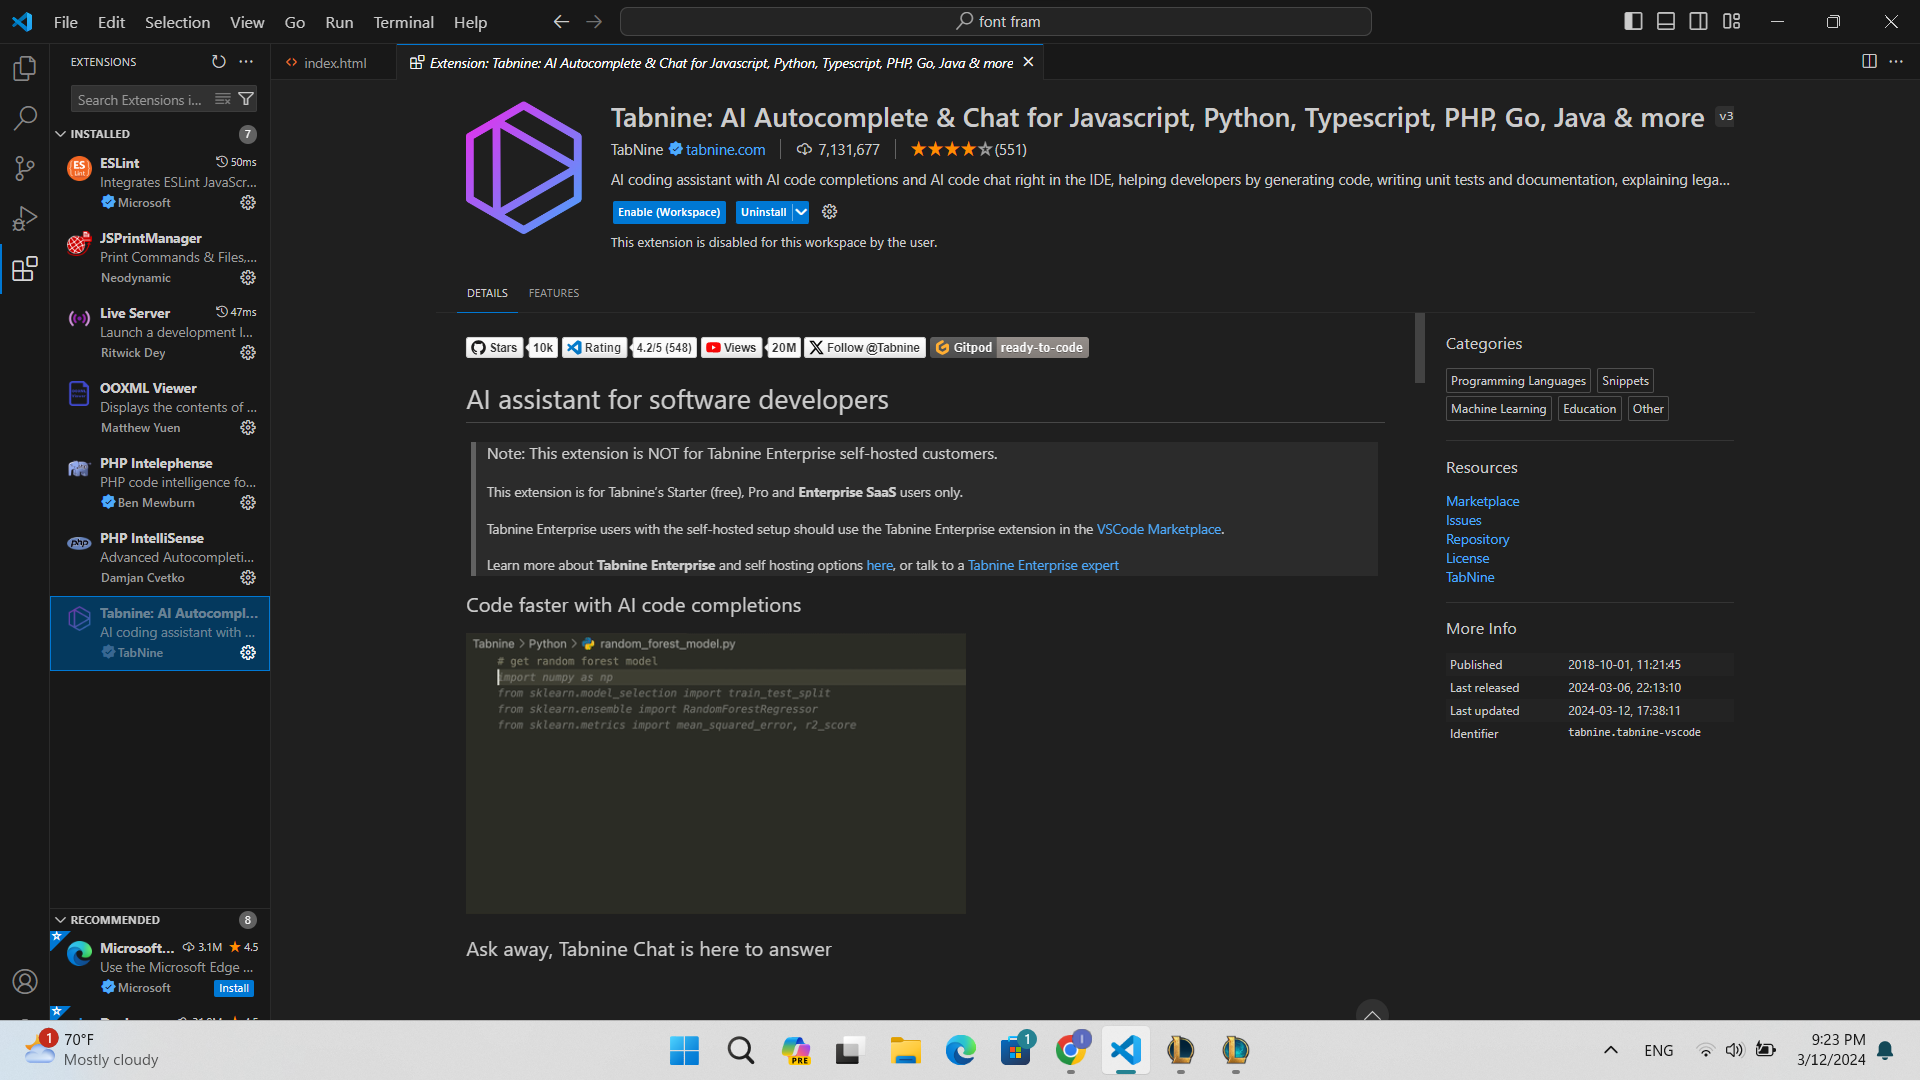 File Edit Selection View Go Run Terminal Help
font fram
EXTENSIONS
Search Extensions i...
INSTALLED 7
ESLint 50ms
Integrates ESLint JavaScr...
Microsoft
JSPrintManager
Print Commands & Files,...
Neodynamic
Live Server 47ms
Launch a development l...
Ritwick Dey
OOXML Viewer
Displays the contents of ...
Matthew Yuen
PHP Intelephense
PHP code intelligence fo...
Ben Mewburn
PHP IntelliSense
Advanced Autocompleti...
Damjan Cvetko
Tabnine: AI Autocompl...
AI coding assistant with ...
TabNine
RECOMMENDED 8
Microsoft... 3.1M 4.5
Use the Microsoft Edge ...
Microsoft Install
index.html
Extension: Tabnine: AI Autocomplete & Chat for Javascript, Python, Typescript, PHP, Go, Java & more
Tabnine: AI Autocomplete & Chat for Javascript, Python, Typescript, PHP, Go, Java & more v3
TabNine tabnine.com 7,131,677 (551)
AI coding assistant with AI code completions and AI code chat right in the IDE, helping developers by generating code, writing unit tests and documentation, explaining lega...
Enable (Workspace) Uninstall
This extension is disabled for this workspace by the user.
DETAILS FEATURES
Stars 10k Rating 4.2/5 (548) Views 20M Follow @Tabnine Gitpod ready-to-code
AI assistant for software developers
Note: This extension is NOT for Tabnine Enterprise self-hosted customers.
This extension is for Tabnine’s Starter (free), Pro and Enterprise SaaS users only.
Tabnine Enterprise users with the self-hosted setup should use the Tabnine Enterprise extension in the VSCode Marketplace.
Learn more about Tabnine Enterprise and self hosting options here, or talk to a Tabnine Enterprise expert
Code faster with AI code completions
Tabnine > Python > random_forest_model.py
# get random forest model
import numpy as np
from sklearn.model_selection import train_test_split
from sklearn.ensemble import RandomForestRegressor
from sklearn.metrics import mean_squared_error, r2_score
Ask away, Tabnine Chat is here to answer
Categories
Programming Languages Snippets
Machine Learning Education Other
Resources
Marketplace
Issues
Repository
License
TabNine
More Info
Published 2018-10-01, 11:21:45
Last released 2024-03-06, 22:13:10
Last updated 2024-03-12, 17:38:11
Identifier tabnine.tabnine-vscode
1
70°F
Mostly cloudy
PRE
1
ENG
9:23 PM
3/12/2024